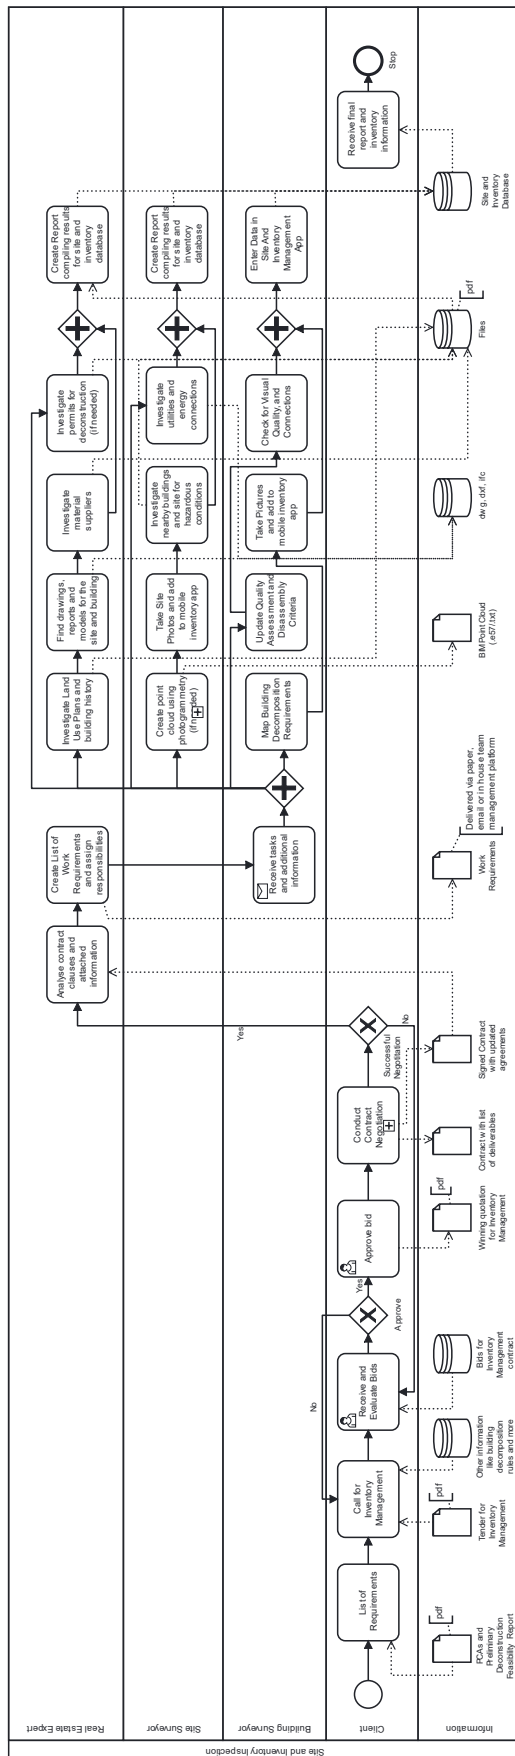 Site and Inventory Inspection
Real Estate Expert
Site Surveyor
Building Surveyor
Client
Information
Analyse contract
clauses and
attached
information
Create List of
Work
Requirements
and assign
responsibilities
Investigate Land
Use Plans and
building history
Find drawings,
reports and
models for the
site and building
Investigate
material
suppliers
Investigate
permits for
deconstruction
(if needed)
Create Report
compiling results
for site and
inventory
database
Create point
cloud using
photogrammetry
(if needed)
Take Site
Photos and add
to mobile
inventory app
Investigate
nearby buildings
and site for
hazardous
conditions
Investigate
utilities and
energy
connections
Create Report
compiling results
for site and
inventory
database
Receive tasks
and additional
information
Map Building
Decomposition
Requirements
Update Quality
Assessment and
Disassembly
Criteria
Take Pictures
and add to
mobile inventory
app
Check for Visual
Quality, and
Connections
Enter Data in
Site And
Inventory
Management
App
List of
Requirements
Call for
Inventory
Management
Receive and
Evaluate Bids
No
Approve
Yes
Approve bid
Conduct
Contract
Negotiation
Successful
Negotitation
Yes
No
Receive final
report and
inventory
information
Stop
PCAs and
Preliminary
Deconstruction
Feasibility Report
pdf
Tender for
Inventory
Management
pdf
Other information
like building
decomposition
rules and more
Bids for
Inventory
Management
contract
Winning quotation
for Inventory
Management
pdf
Contract with list
of deliverables
Signed Contract
with updated
agreements
Work
Requirements
Delivered via paper,
email or in house team
management platform
BIM Point Cloud
(.e57/.txt)
dwg, dxf, ifc
Files
pdf
Site and
Inventory
Database